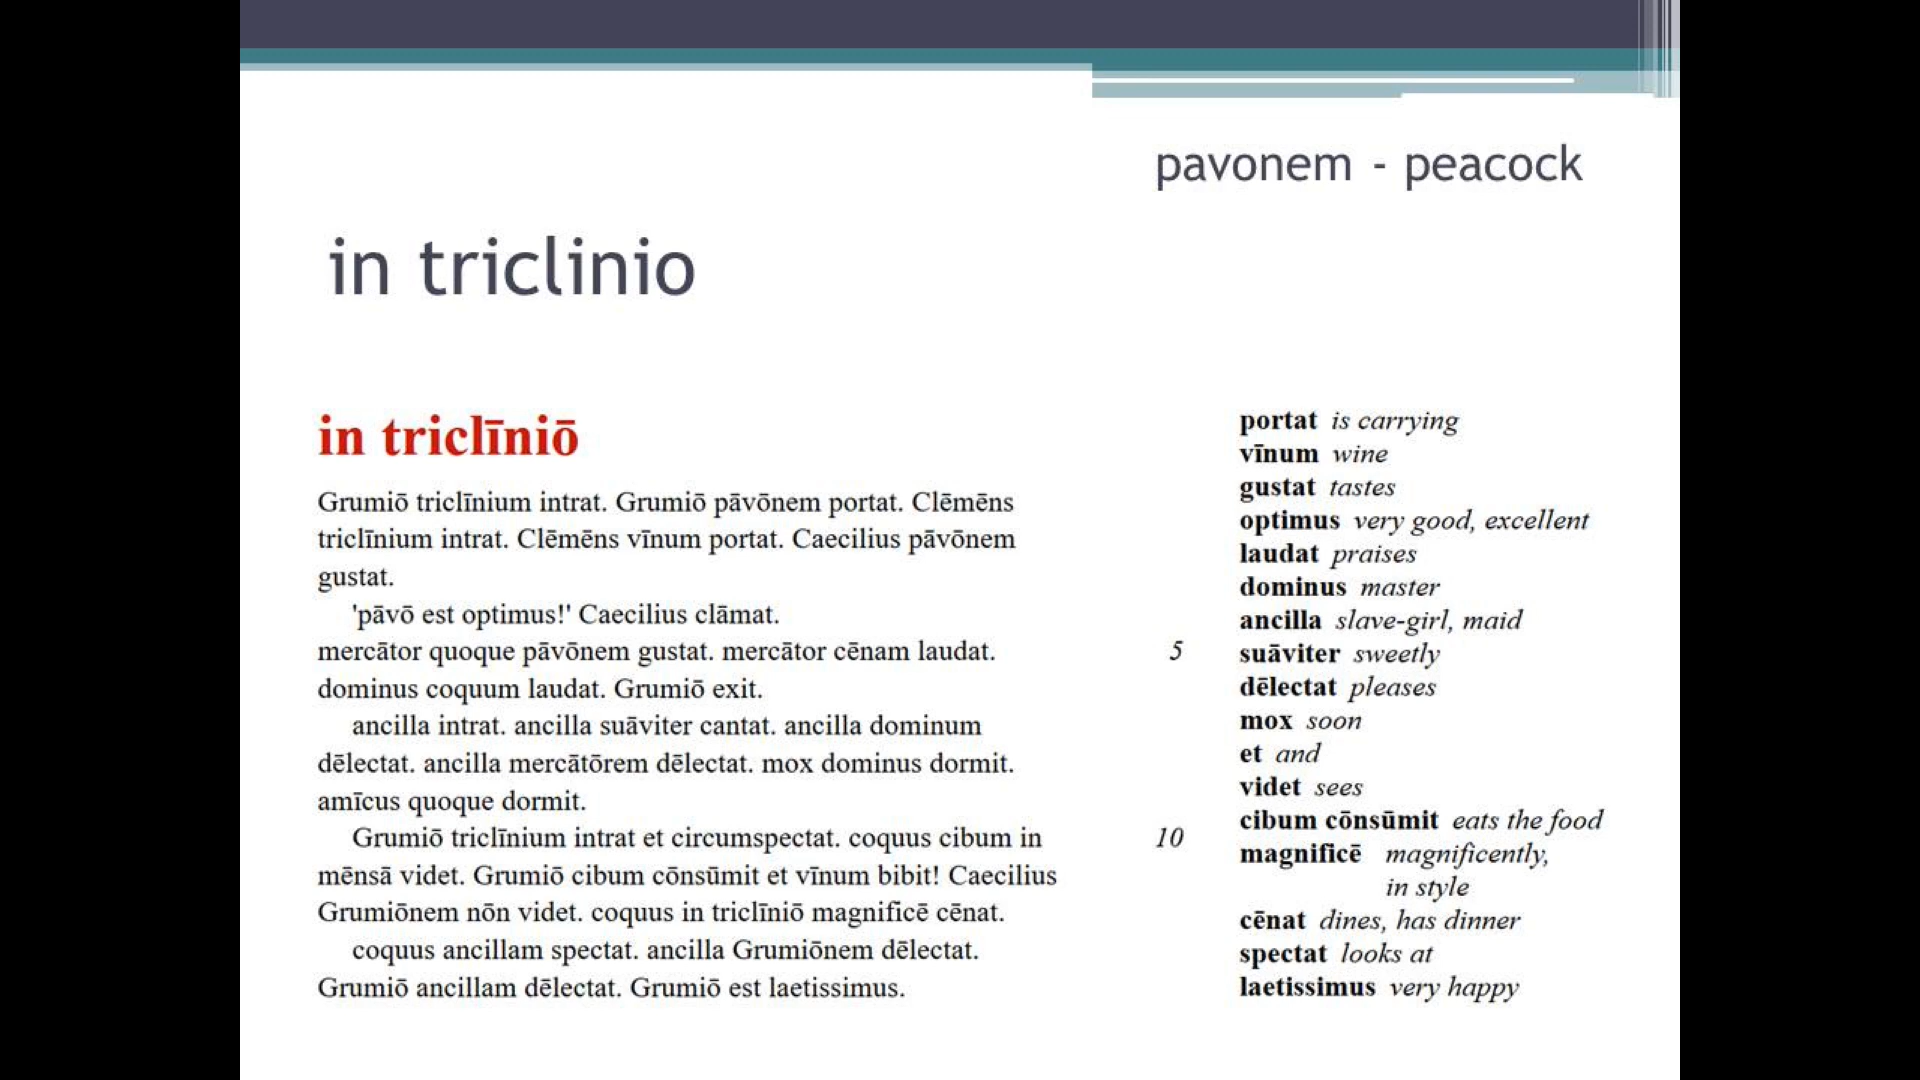 pavonem - peacock
in triclinio
in triclīniō
Grumiō triclīnium intrat. Grumiō pāvōnem portat. Clēmēns
triclīnium intrat. Clēmēns vīnum portat. Caecilius pāvōnem
gustat.
'pāvō est optimus!' Caecilius clāmat.
mercātor quoque pāvōnem gustat. mercātor cēnam laudat.
5
dominus coquum laudat. Grumiō exit.
ancilla intrat. ancilla suāviter cantat. ancilla dominum
dēlectat. ancilla mercātōrem dēlectat. mox dominus dormit.
amīcus quoque dormit.
Grumiō triclīnium intrat et circumspectat. coquus cibum in
10
mēnsā videt. Grumiō cibum cōnsūmit et vīnum bibit! Caecilius
Grumiōnem nōn videt. coquus in triclīniō magnificē cēnat.
coquus ancillam spectat. ancilla Grumiōnem dēlectat.
Grumiō ancillam dēlectat. Grumiō est laetissimus.
portat is carrying
vīnum wine
gustat tastes
optimus very good, excellent
laudat praises
dominus master
ancilla slave-girl, maid
suāviter sweetly
dēlectat pleases
mox soon
et and
videt sees
cibum cōnsūmit eats the food
magnificē magnificently,
in style
cēnat dines, has dinner
spectat looks at
laetissimus very happy